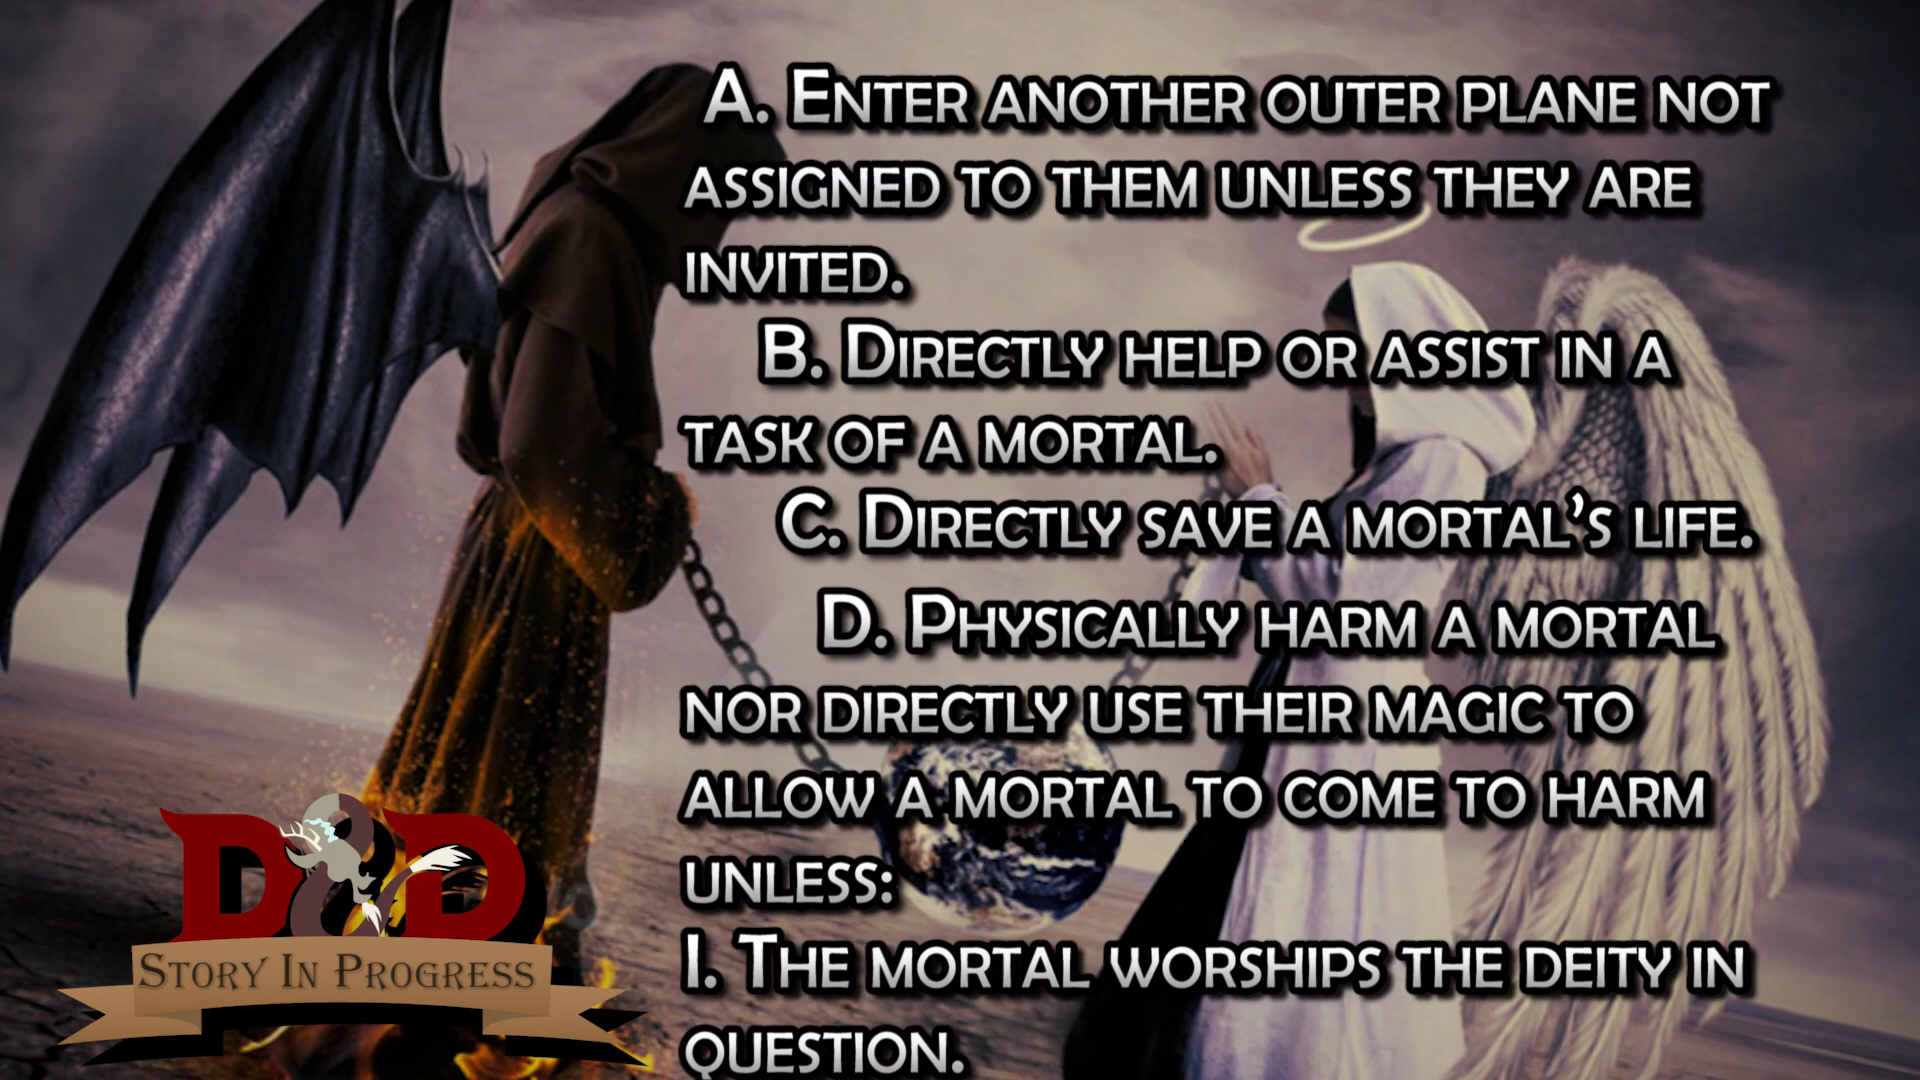 A. Enter another outer plane not
assigned to them unless they are
invited.
B. Directly help or assist in a
task of a mortal.
C. Directly save a mortal’s life.
D. Physically harm a mortal
nor directly use their magic to
allow a mortal to come to harm
unless:
I. The mortal worships the deity in
question.
D&D
Story In Progress